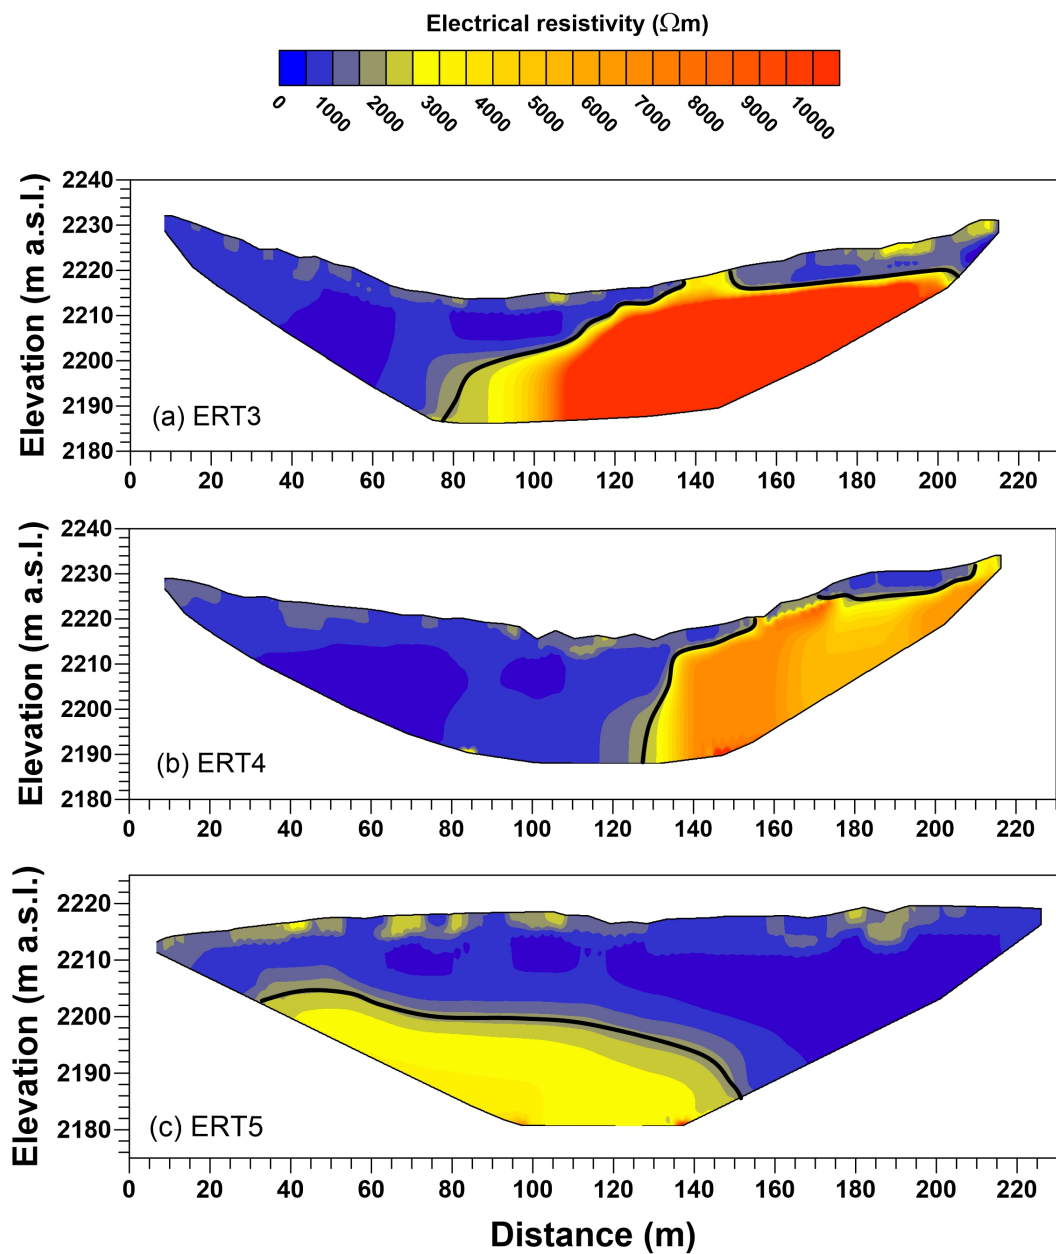 Electrical resistivity (Ωm)
0 1000 2000 3000 4000 5000 6000 7000 8000 9000 10000
Elevation (m a.s.l.)
2240
2230
2220
2210
2200
2190
2180
(a) ERT3
0 20 40 60 80 100 120 140 160 180 200 220
Elevation (m a.s.l.)
2240
2230
2220
2210
2200
2190
2180
(b) ERT4
0 20 40 60 80 100 120 140 160 180 200 220
Elevation (m a.s.l.)
2220
2210
2200
2190
2180
(c) ERT5
0 20 40 60 80 100 120 140 160 180 200 220
Distance (m)